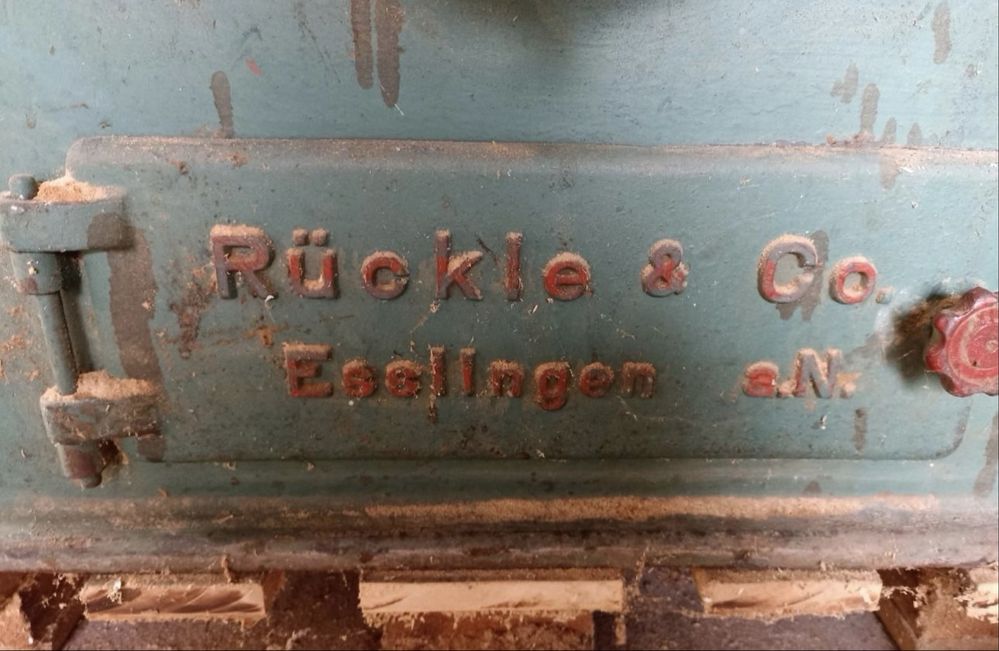 Rückle & Co.
Esslingen a.N.